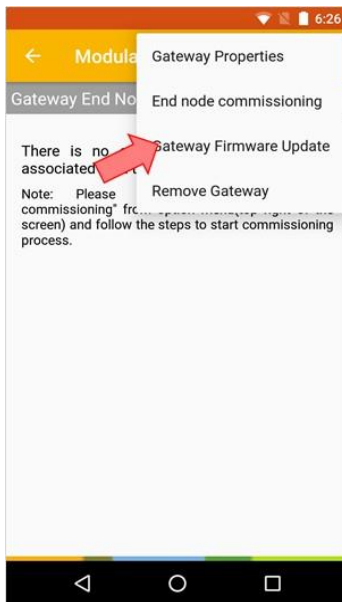 6:26
Modula
Gateway Properties
Gateway End No
End node commissioning
Gateway Firmware Update
There is no
associated
Remove Gateway
Note: Please
commissioning" from option menu(top right of the
screen) and follow the steps to start commissioning
process.